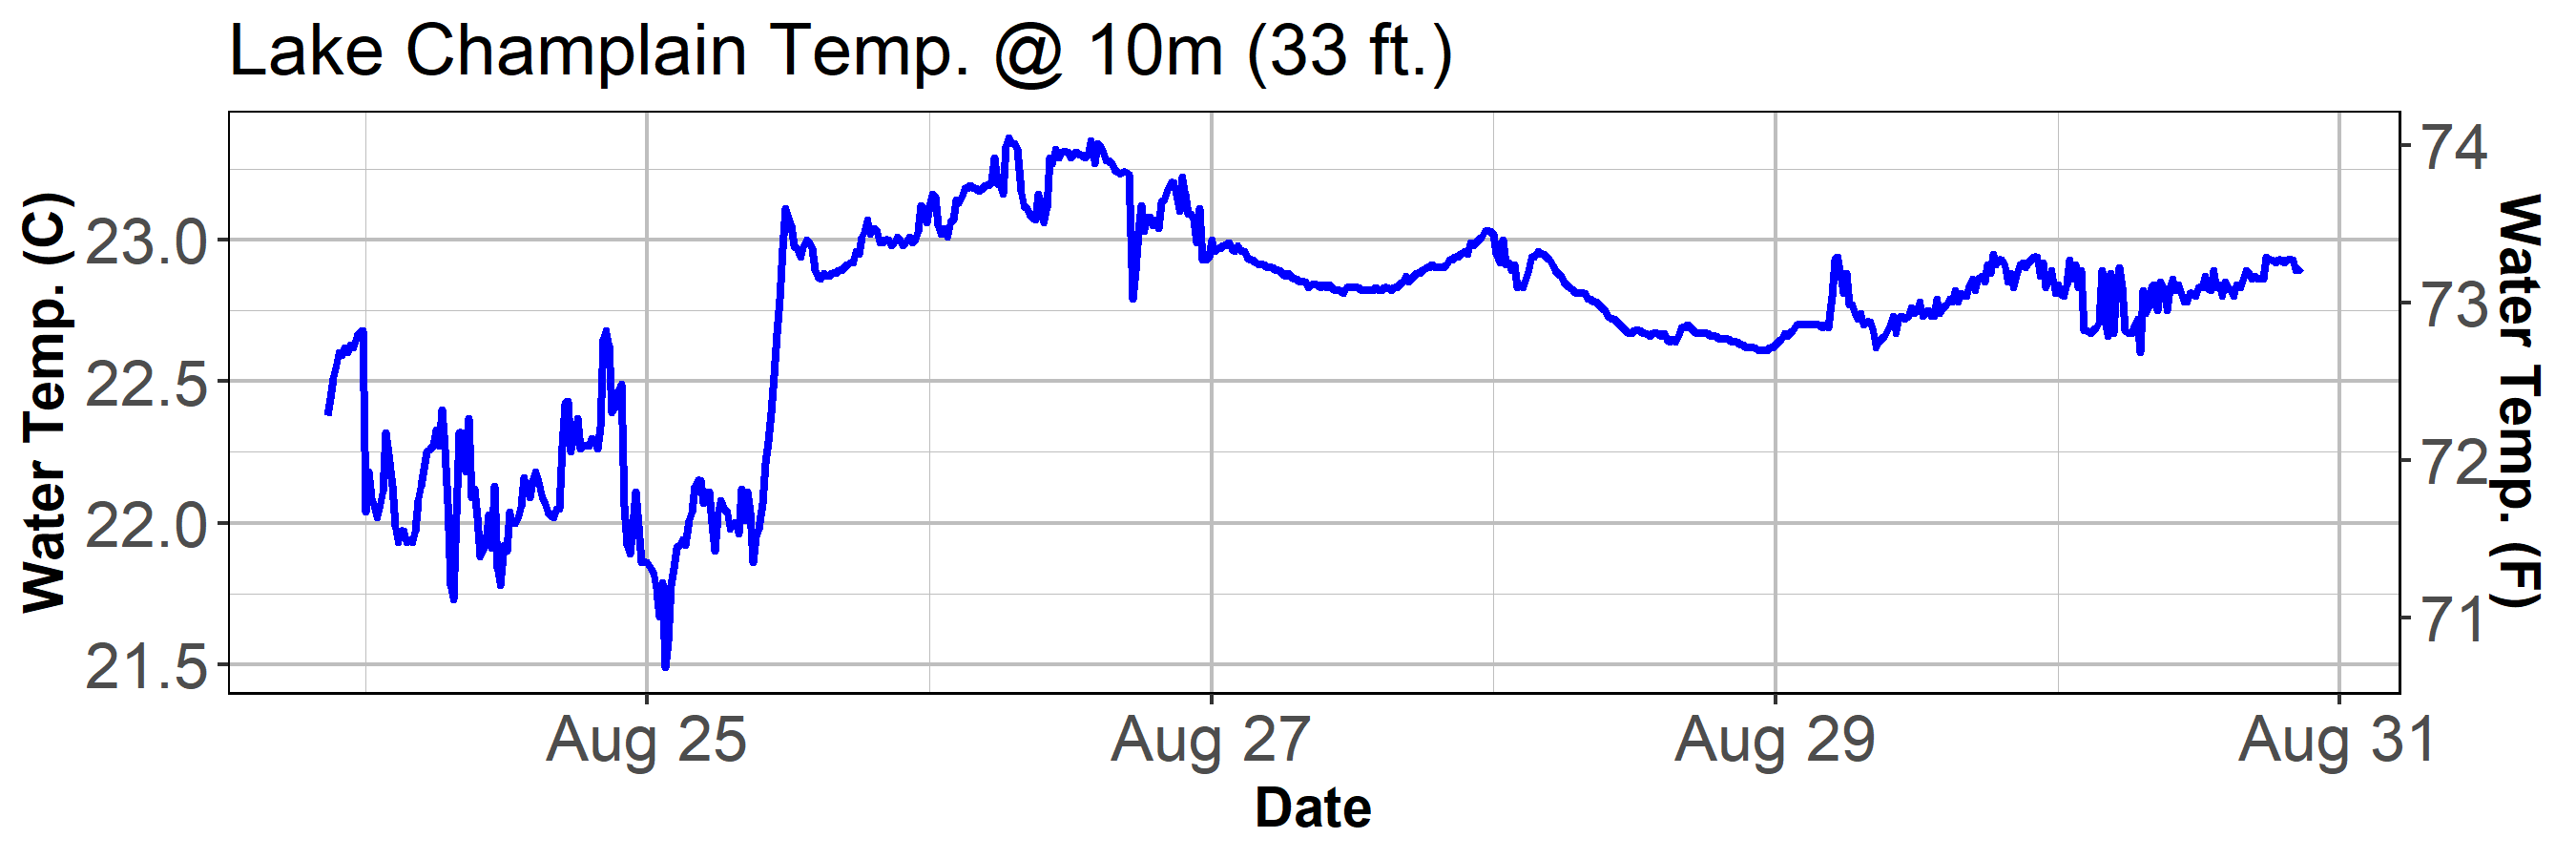 Lake Champlain Temp. @ 10m (33 ft.)
Water Temp. (C)
23.0
22.5
22.0
21.5
74
73
72
71
Water Temp. (F)
Aug 25
Aug 27
Aug 29
Aug 31
Date